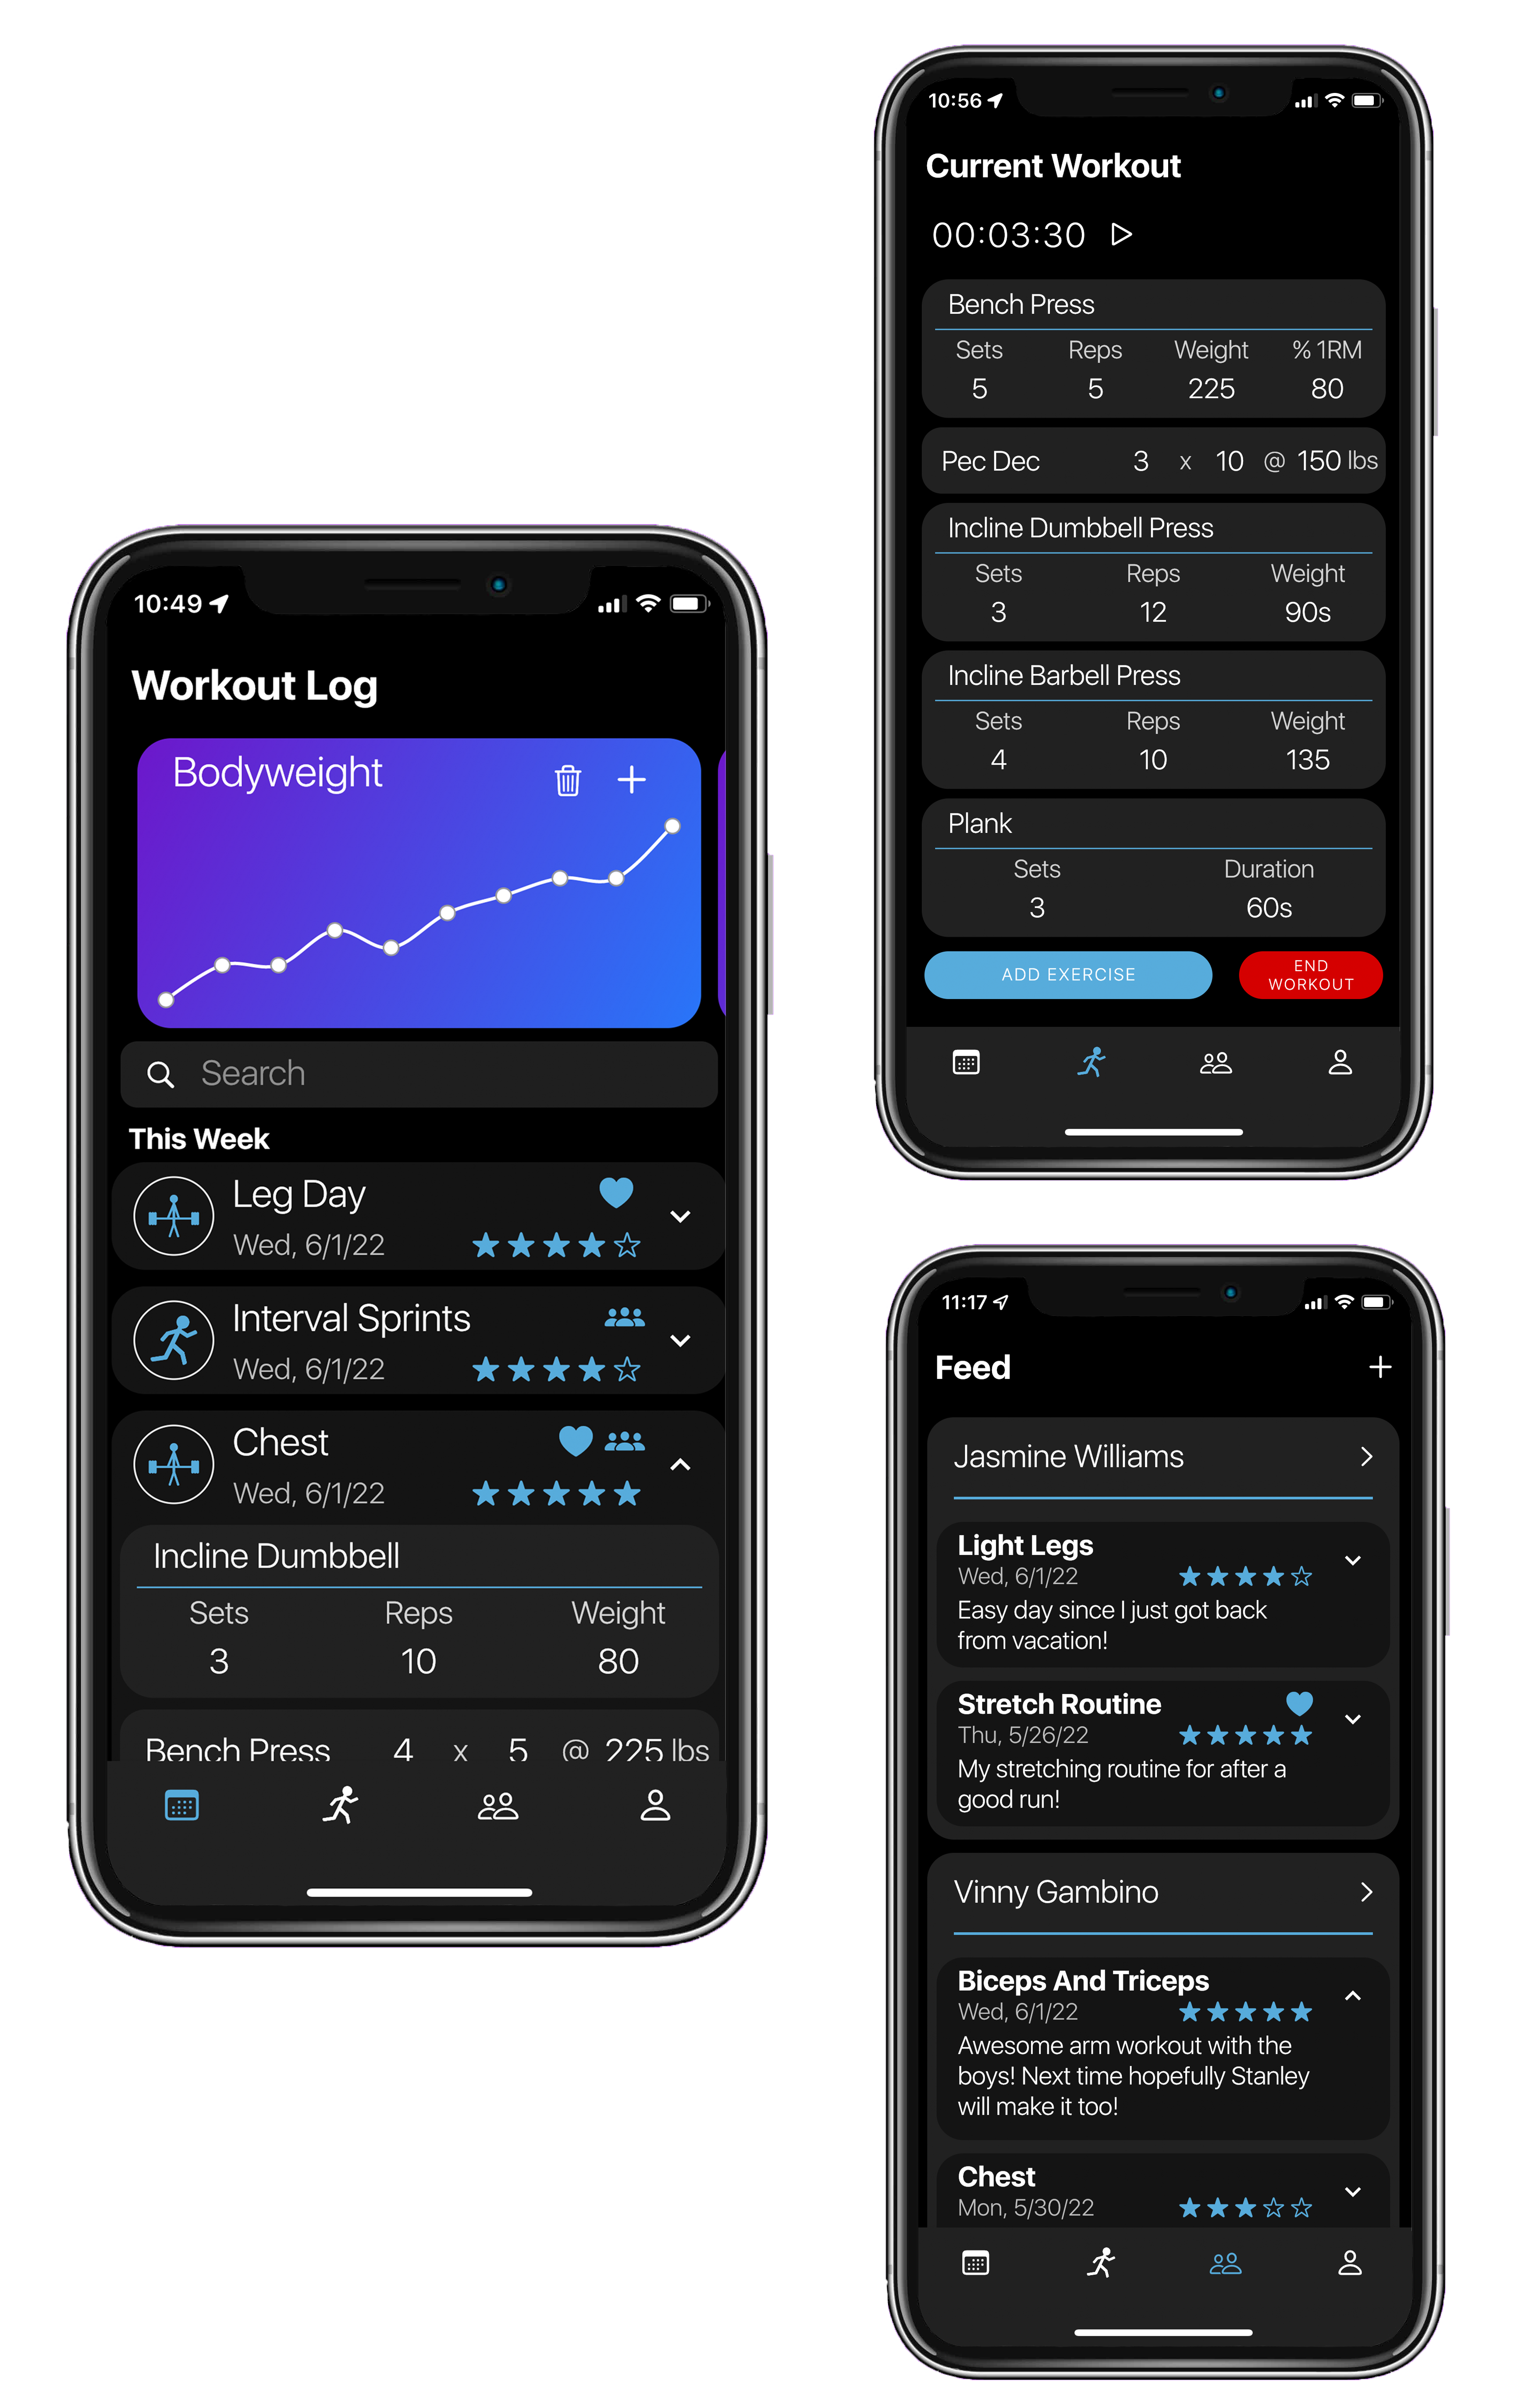 10:49
Workout Log
Bodyweight
Search
This Week
Leg Day
Wed, 6/1/22
Interval Sprints
Wed, 6/1/22
Chest
Wed, 6/1/22
Incline Dumbbell
Sets Reps Weight
3 10 80
Bench Press 4 x 5 @ 225 lbs
10:56
Current Workout
00:03:30
Bench Press
Sets Reps Weight % 1RM
5 5 225 80
Pec Dec 3 x 10 @ 150 lbs
Incline Dumbbell Press
Sets Reps Weight
3 12 90s
Incline Barbell Press
Sets Reps Weight
4 10 135
Plank
Sets Duration
3 60s
ADD EXERCISE
END
WORKOUT
11:17
Feed
Jasmine Williams
Light Legs
Wed, 6/1/22
Easy day since I just got back
from vacation!
Stretch Routine
Thu, 5/26/22
My stretching routine for after a
good run!
Vinny Gambino
Biceps And Triceps
Wed, 6/1/22
Awesome arm workout with the
boys! Next time hopefully Stanley
will make it too!
Chest
Mon, 5/30/22